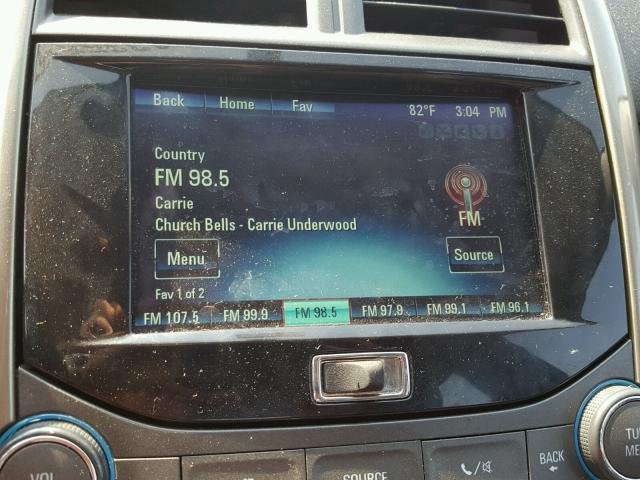 Back Home Fav 82°F 3:04 PM
Country
FM 98.5
Carrie
Church Bells - Carrie Underwood
FM
Menu
Source
Fav 1 of 2
FM 107.5 FM 99.9 FM 98.5 FM 97.9 FM 99.1 FM 96.1
VOL
SOURCE
BACK
TU
ME